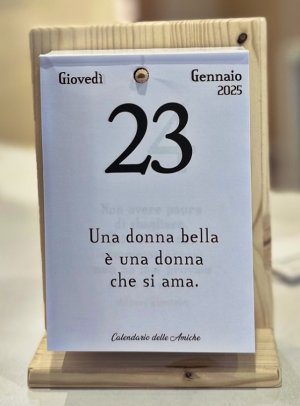 Giovedì
Gennaio
2025
23
Una donna bella
è una donna
che si ama.
Calendario delle Amiche